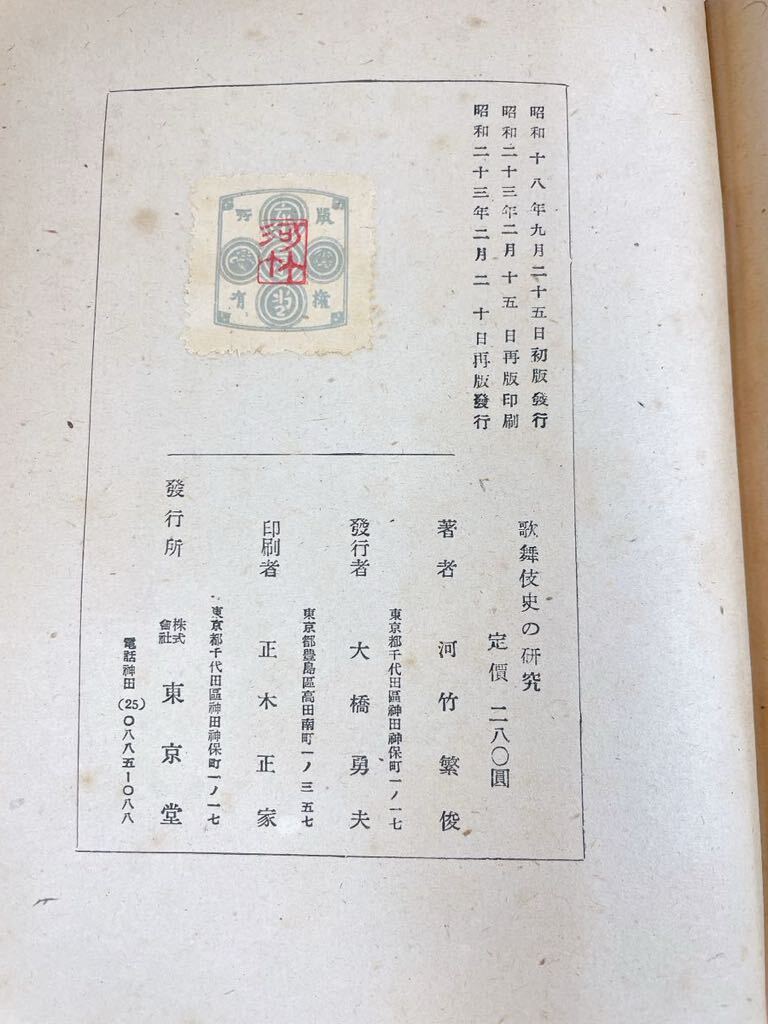 昭和十八年九月二十五日初版發行
昭和二十三年二月十五日再版印刷
昭和二十三年二月二十日再版發行
版權
所有
河竹
歌舞伎史の研究
定價 二八〇圓
著者 河竹繁俊
東京都千代田區神田神保町一ノ一七
發行者 大橋勇夫
東京都豊島區高田南町一ノ三五七
印刷者 正木正家
東京都千代田區神田神保町一ノ一七
發行所 株式會社 東京堂
電話神田(25)〇八八五-〇八八